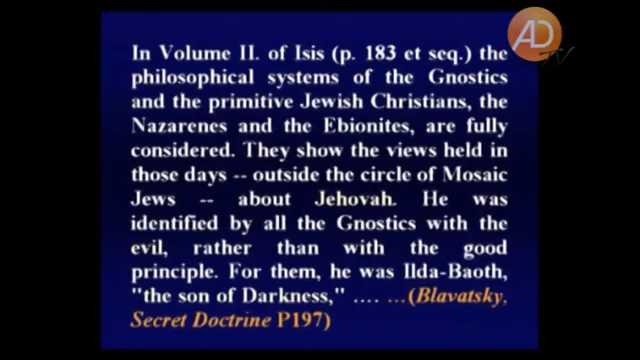 AD
TV
In Volume II. of Isis (p. 183 et seq.) the
philosophical systems of the Gnostics
and the primitive Jewish Christians, the
Nazarenes and the Ebionites, are fully
considered. They show the views held in
those days -- outside the circle of Mosaic
Jews -- about Jehovah. He was
identified by all the Gnostics with the
evil, rather than with the good
principle. For them, he was Ilda-Baoth,
"the son of Darkness," .... ...(Blavatsky,
Secret Doctrine P197)